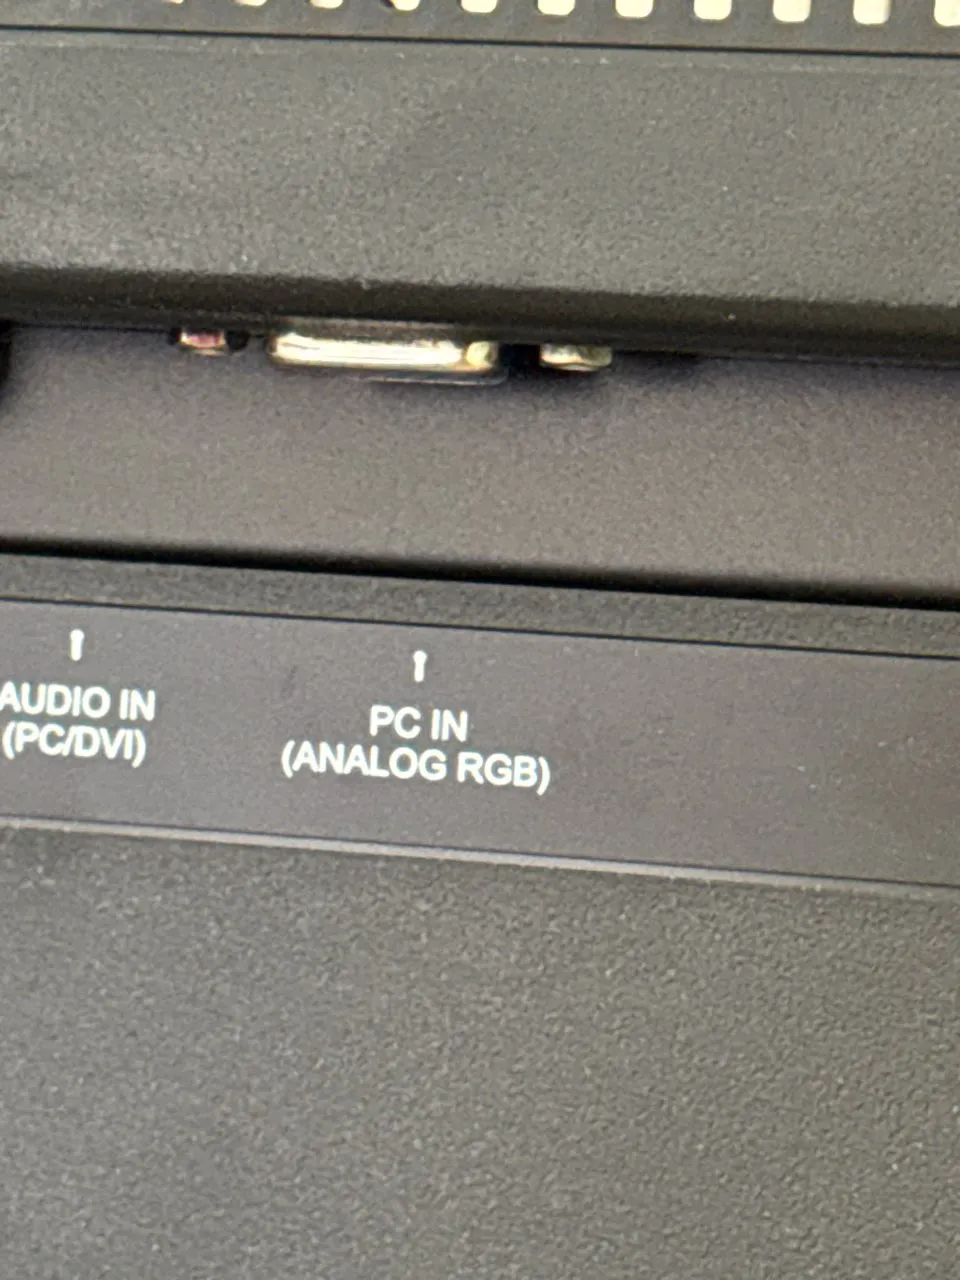 AUDIO IN
(PC/DVI)
PC IN
(ANALOG RGB)